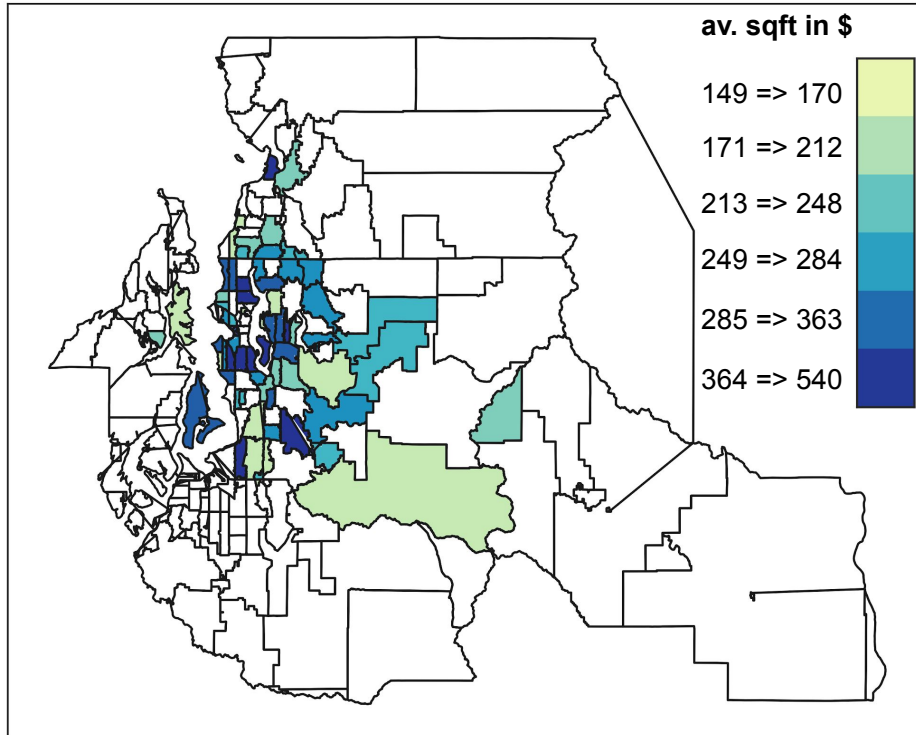 av. sqft in $
149 => 170
171 => 212
213 => 248
249 => 284
285 => 363
364 => 540